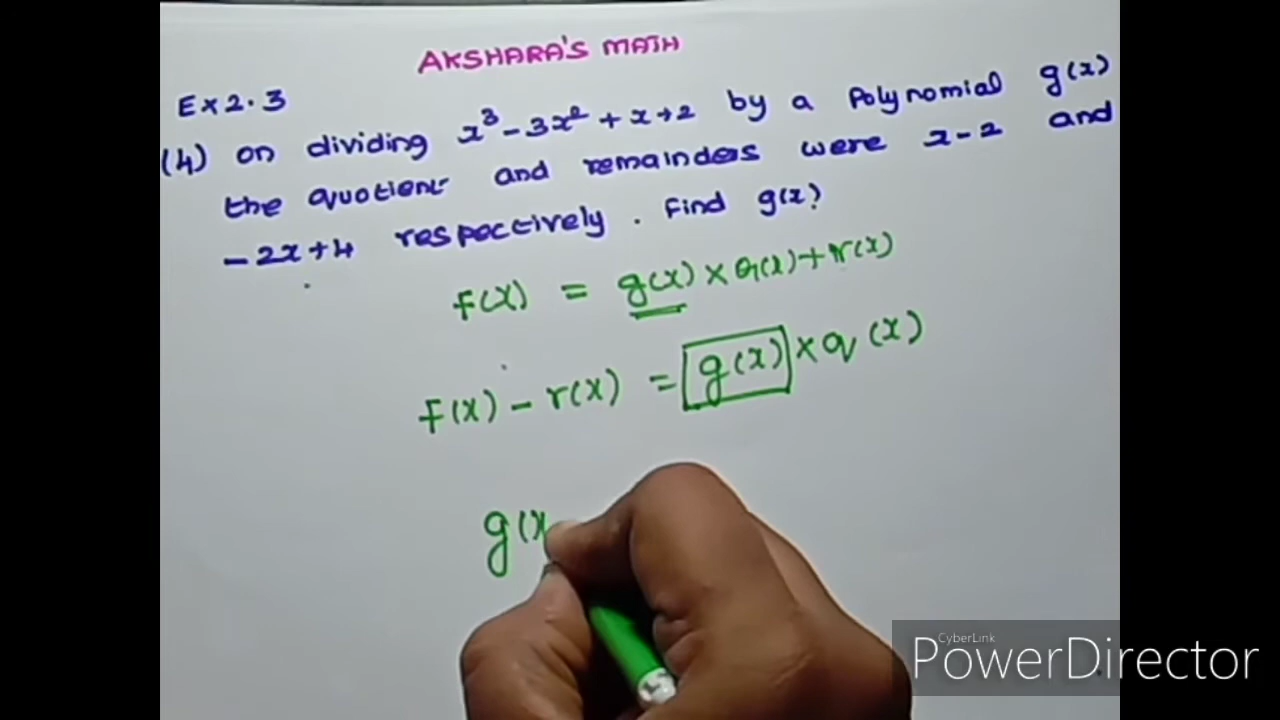 AKSHARA'S MATH
Ex 2.3
(4) on dividing x³-3x²+x+2 by a Polynomial g(x)
the quotient and remainders were x-2 and
-2x+4 respectively. Find g(x)?
F(x) = g(x) × q(x)+r(x)
F(x) - r(x) = g(x) × q(x)
g(x
CyberLink
PowerDirector